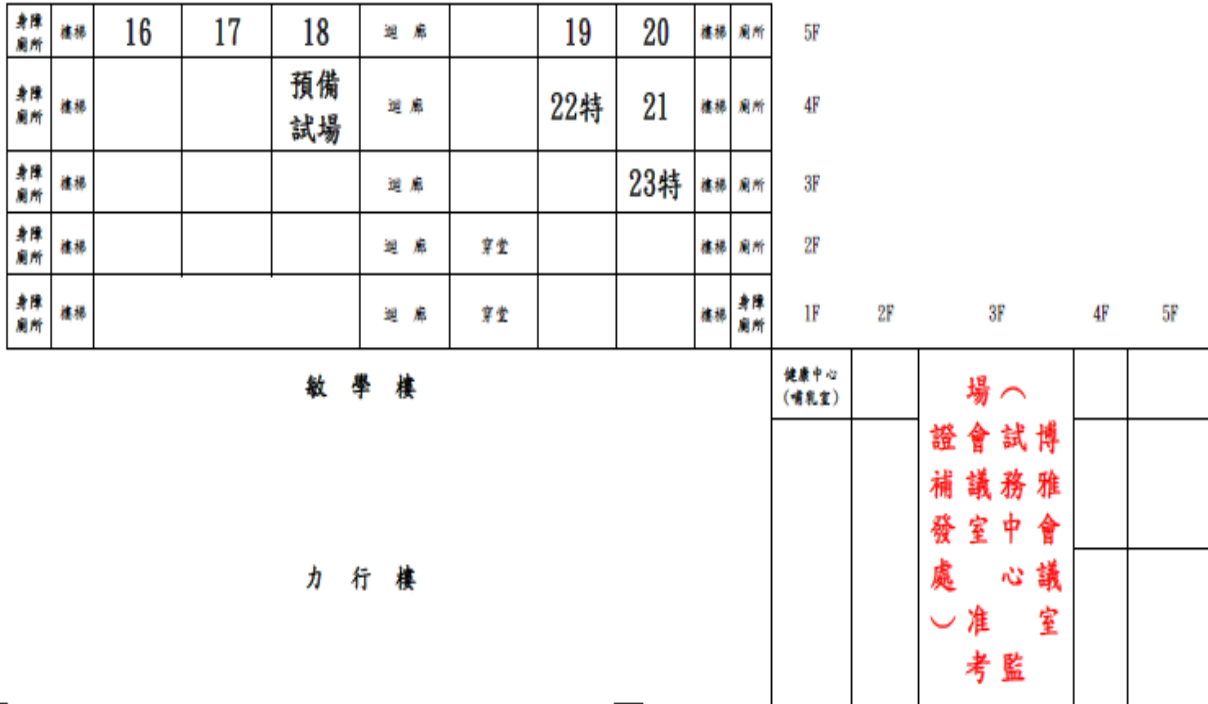 身障廁所 樓梯 16 17 18 迴廊 19 20 樓梯 廁所 5F
身障廁所 樓梯 預備試場 迴廊 22特 21 樓梯 廁所 4F
身障廁所 樓梯 迴廊 23特 樓梯 廁所 3F
身障廁所 樓梯 迴廊 穿堂 樓梯 廁所 2F
身障廁所 樓梯 迴廊 穿堂 樓梯 身障廁所 1F 2F 3F 4F 5F
敏學樓
健康中心
(哺乳室)
博雅會議室
（試務中心 監
場會議室 准考
證補發處）
力行樓